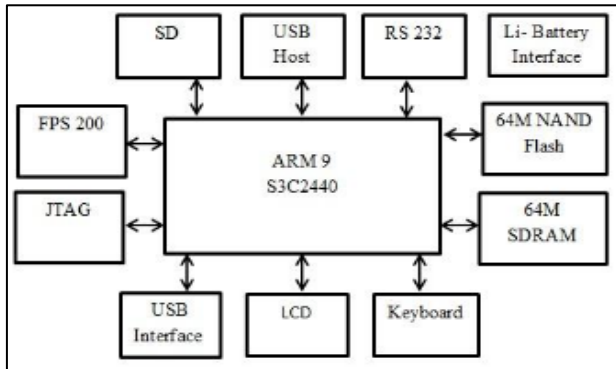 SD
USB
Host
RS 232
Li- Battery
Interface
FPS 200
ARM 9
S3C2440
64M NAND
Flash
JTAG
64M
SDRAM
USB
Interface
LCD
Keyboard